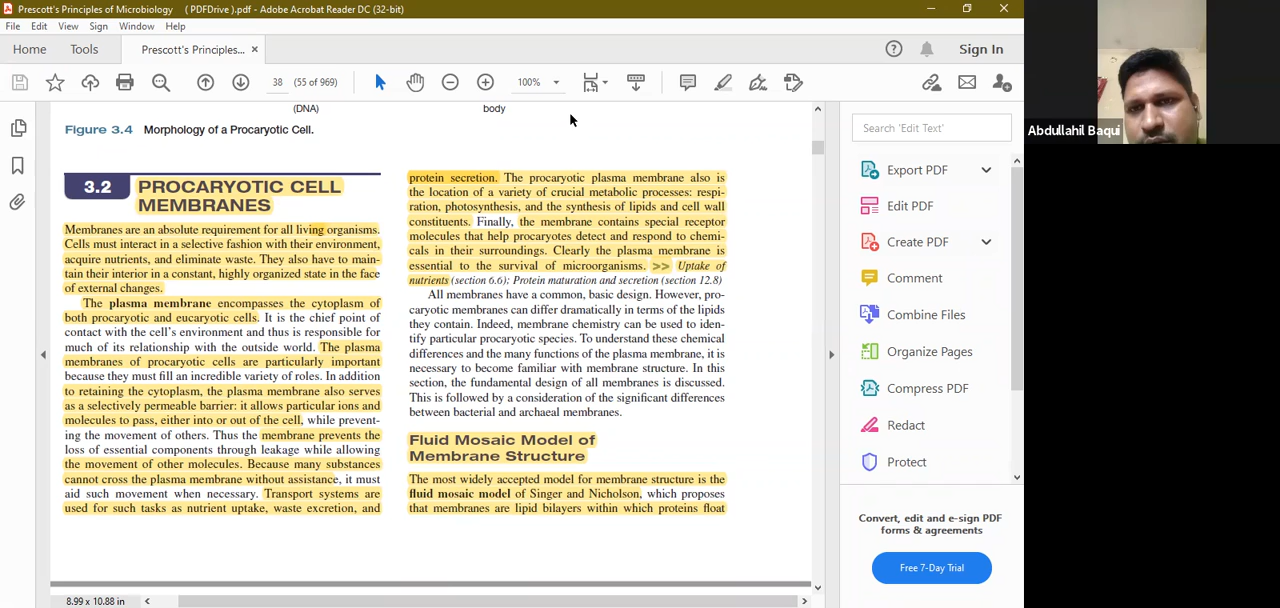 Prescott's Principles of Microbiology ( PDFDrive ).pdf - Adobe Acrobat Reader DC (32-bit)
File Edit View Sign Window Help
Home Tools Prescott's Principles... × Sign In
38 (55 of 969) 100%
(DNA) body
Figure 3.4 Morphology of a Procaryotic Cell.
3.2 PROCARYOTIC CELL
MEMBRANES
Membranes are an absolute requirement for all living organisms.
Cells must interact in a selective fashion with their environment,
acquire nutrients, and eliminate waste. They also have to main-
tain their interior in a constant, highly organized state in the face
of external changes.
The plasma membrane encompasses the cytoplasm of
both procaryotic and eucaryotic cells. It is the chief point of
contact with the cell's environment and thus is responsible for
much of its relationship with the outside world. The plasma
membranes of procaryotic cells are particularly important
because they must fill an incredible variety of roles. In addition
to retaining the cytoplasm, the plasma membrane also serves
as a selectively permeable barrier: it allows particular ions and
molecules to pass, either into or out of the cell, while prevent-
ing the movement of others. Thus the membrane prevents the
loss of essential components through leakage while allowing
the movement of other molecules. Because many substances
cannot cross the plasma membrane without assistance, it must
aid such movement when necessary. Transport systems are
used for such tasks as nutrient uptake, waste excretion, and
protein secretion. The procaryotic plasma membrane also is
the location of a variety of crucial metabolic processes: respi-
ration, photosynthesis, and the synthesis of lipids and cell wall
constituents. Finally, the membrane contains special receptor
molecules that help procaryotes detect and respond to chemi-
cals in their surroundings. Clearly the plasma membrane is
essential to the survival of microorganisms. >> Uptake of
nutrients (section 6.6); Protein maturation and secretion (section 12.8)
All membranes have a common, basic design. However, pro-
caryotic membranes can differ dramatically in terms of the lipids
they contain. Indeed, membrane chemistry can be used to iden-
tify particular procaryotic species. To understand these chemical
differences and the many functions of the plasma membrane, it is
necessary to become familiar with membrane structure. In this
section, the fundamental design of all membranes is discussed.
This is followed by a consideration of the significant differences
between bacterial and archaeal membranes.
Fluid Mosaic Model of
Membrane Structure
The most widely accepted model for membrane structure is the
fluid mosaic model of Singer and Nicholson, which proposes
that membranes are lipid bilayers within which proteins float
8.99 x 10.88 in
Search 'Edit Text'
Export PDF
Edit PDF
Create PDF
Comment
Combine Files
Organize Pages
Compress PDF
Redact
Protect
Convert, edit and e-sign PDF
forms & agreements
Free 7-Day Trial
Abdullahil Baqui